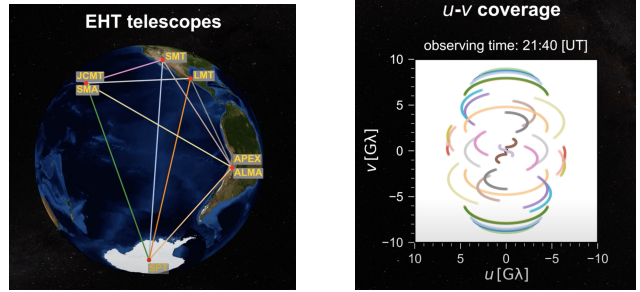 EHT telescopes
SMT
JCMT
LMT
SMA
APEX
ALMA
SPT
u-v coverage
observing time: 21:40 [UT]
10
5
0
−5
−10
v [Gλ]
10 5 0 −5 −10
u [Gλ]